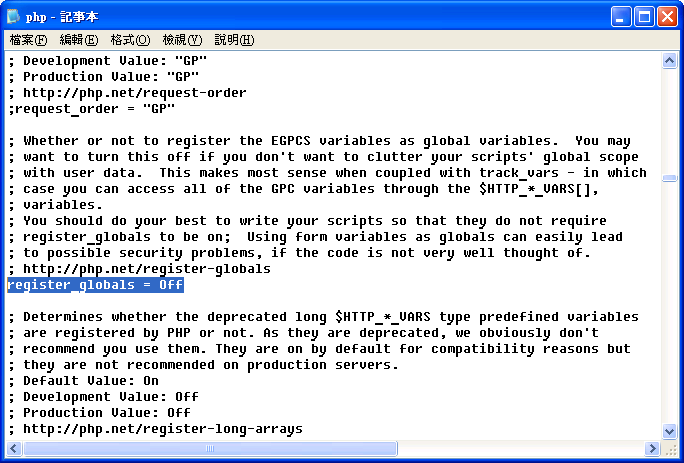 php - 記事本
檔案(F) 編輯(E) 格式(O) 檢視(V) 說明(H)
; Development Value: "GP"
; Production Value: "GP"
; http://php.net/request-order
;request_order = "GP"
; Whether or not to register the EGPCS variables as global variables.  You may
; want to turn this off if you don't want to clutter your scripts' global scope
; with user data.  This makes most sense when coupled with track_vars - in which
; case you can access all of the GPC variables through the $HTTP_*_VARS[],
; variables.
; You should do your best to write your scripts so that they do not require
; register_globals to be on;  Using form variables as globals can easily lead
; to possible security problems, if the code is not very well thought of.
; http://php.net/register-globals
register_globals = Off
; Determines whether the deprecated long $HTTP_*_VARS type predefined variables
; are registered by PHP or not. As they are deprecated, we obviously don't
; recommend you use them. They are on by default for compatibility reasons but
; they are not recommended on production servers.
; Default Value: On
; Development Value: Off
; Production Value: Off
; http://php.net/register-long-arrays